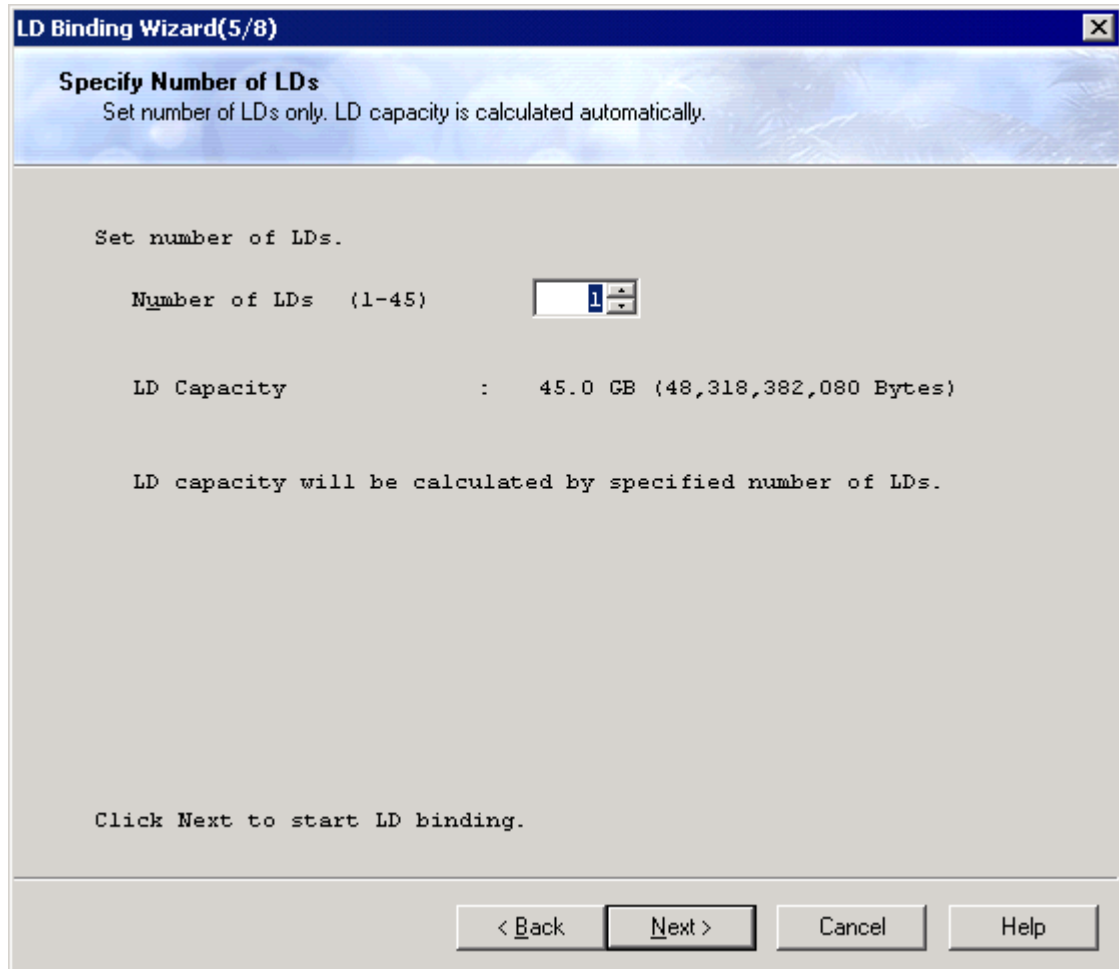 LD Binding Wizard(5/8)
Specify Number of LDs
Set number of LDs only. LD capacity is calculated automatically.
Set number of LDs.
Number of LDs (1-45) 1
LD Capacity : 45.0 GB (48,318,382,080 Bytes)
LD capacity will be calculated by specified number of LDs.
Click Next to start LD binding.
< Back Next > Cancel Help